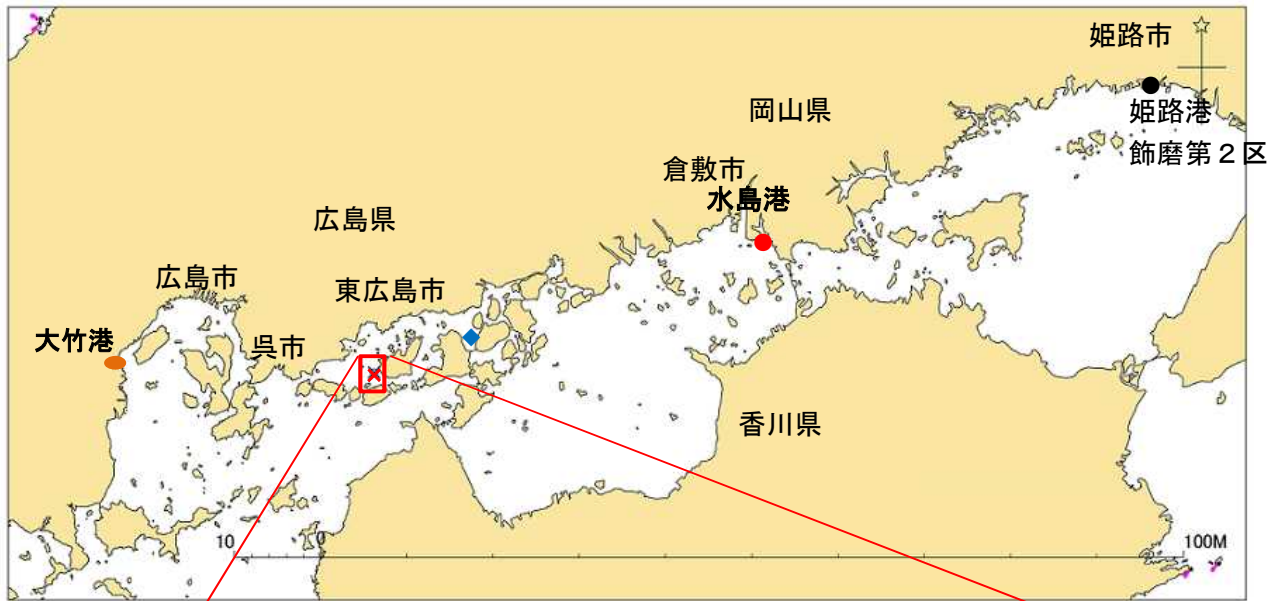 姫路市
姫路港
飾磨第２区
岡山県
倉敷市
水島港
広島県
広島市
東広島市
大竹港
呉市
香川県
10
0
100M